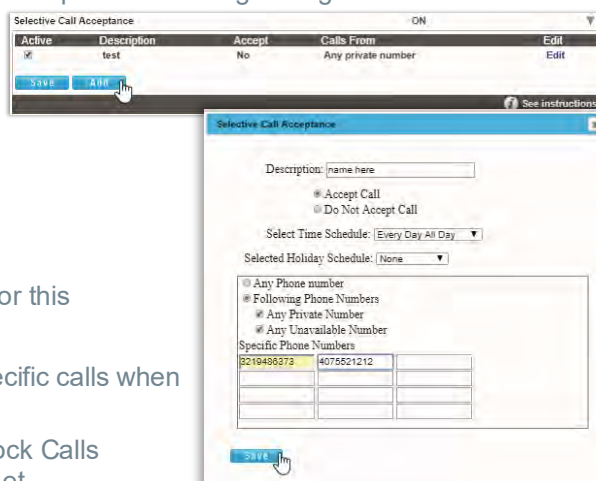 Selective Call Acceptance ON
Active Description Accept Calls From Edit
test No Any private number Edit
Save Add
See instructions
Selective Call Acceptance
Description: name here
Accept Call
Do Not Accept Call
Select Time Schedule: Every Day All Day
Selected Holiday Schedule: None
Any Phone number
Following Phone Numbers
Any Private Number
Any Unavailable Number
Specific Phone Numbers
3219486373 4075521212
Save
or this
ecific calls when
ock Calls